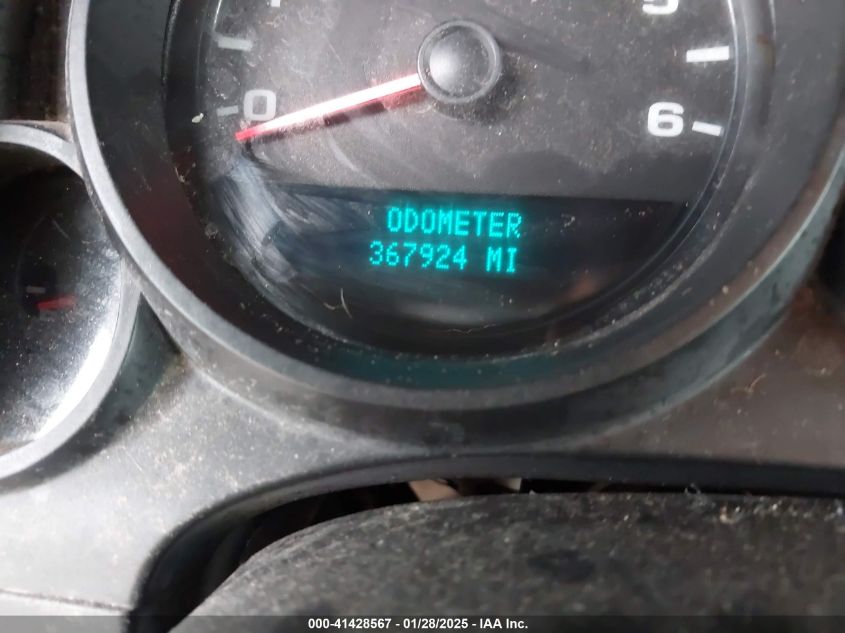 0
6
ODOMETER
367924 MI
000-41428567 - 01/28/2025 - IAA Inc.